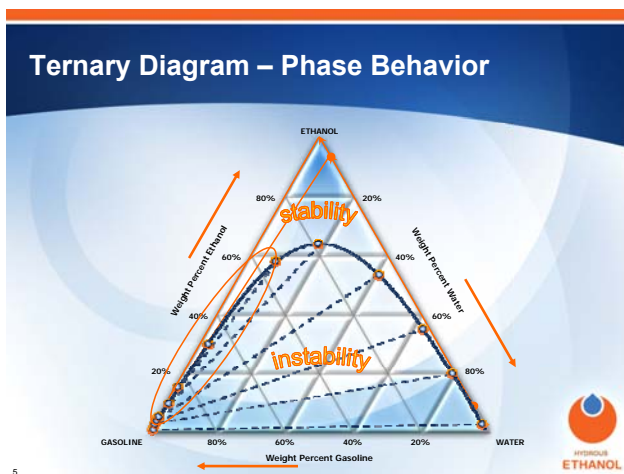 Ternary Diagram – Phase Behavior
ETHANOL
80%
20%
stability
Weight Percent Ethanol
Weight Percent Water
60%
40%
40%
60%
instability
20%
80%
GASOLINE
80%
60%
40%
20%
WATER
Weight Percent Gasoline
HYDROUS
ETHANOL
5